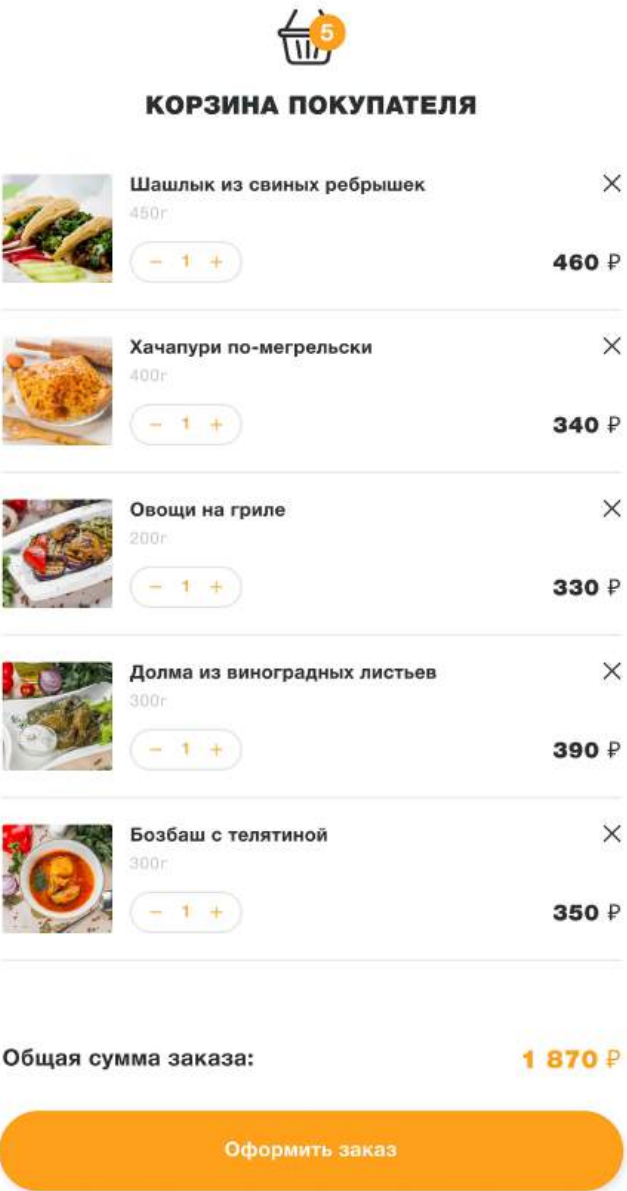 5
КОРЗИНА ПОКУПАТЕЛЯ
Шашлык из свиных ребрышек
450г
− 1 +
460 ₽
Хачапури по-мегрельски
400г
− 1 +
340 ₽
Овощи на гриле
200г
− 1 +
330 ₽
Долма из виноградных листьев
300г
− 1 +
390 ₽
Бозбаш с телятиной
300г
− 1 +
350 ₽
Общая сумма заказа: 1 870 ₽
Оформить заказ